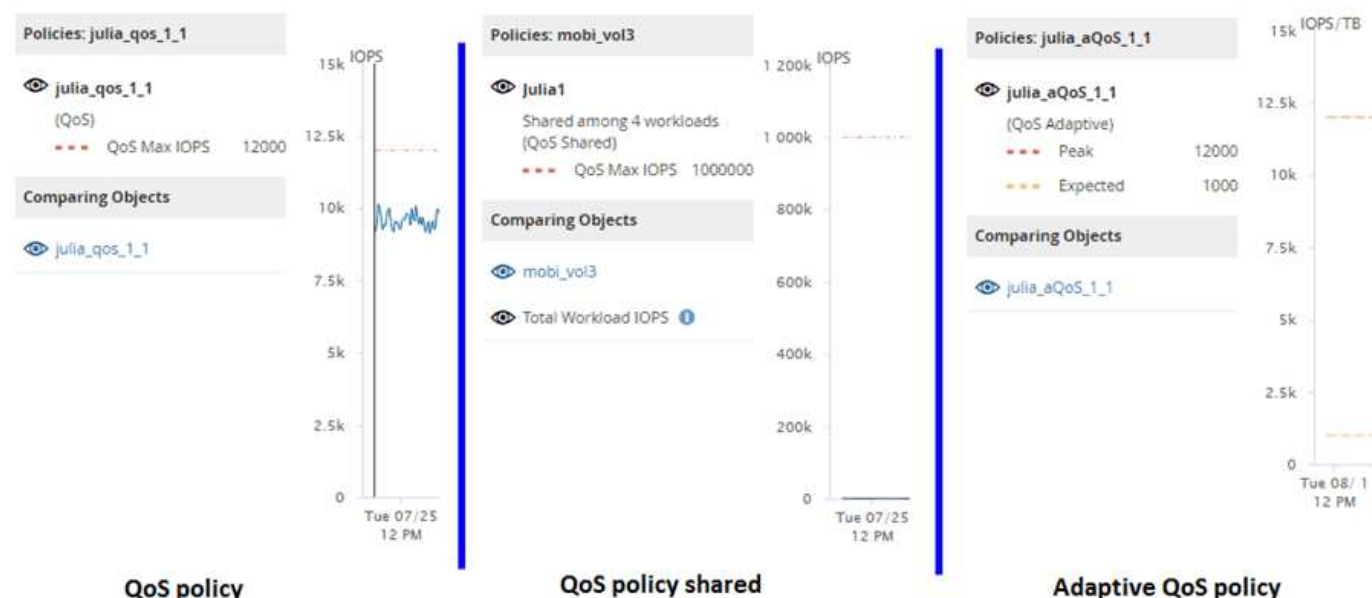 Policies: julia_qos_1_1
julia_qos_1_1
(QoS)
QoS Max IOPS 12000
Comparing Objects
julia_qos_1_1
IOPS
15k
12.5k
10k
7.5k
5k
2.5k
0
Tue 07/25
12 PM
QoS policy
Policies: mobi_vol3
Julia1
Shared among 4 workloads
(QoS Shared)
QoS Max IOPS 1000000
Comparing Objects
mobi_vol3
Total Workload IOPS
IOPS
1 200k
1 000k
800k
600k
400k
200k
0
Tue 07/25
12 PM
QoS policy shared
Policies: julia_aQoS_1_1
julia_aQoS_1_1
(QoS Adaptive)
Peak 12000
Expected 1000
Comparing Objects
julia_aQoS_1_1
IOPS/TB
15k
12.5k
10k
7.5k
5k
2.5k
0
Tue 08/ 1
12 PM
Adaptive QoS policy